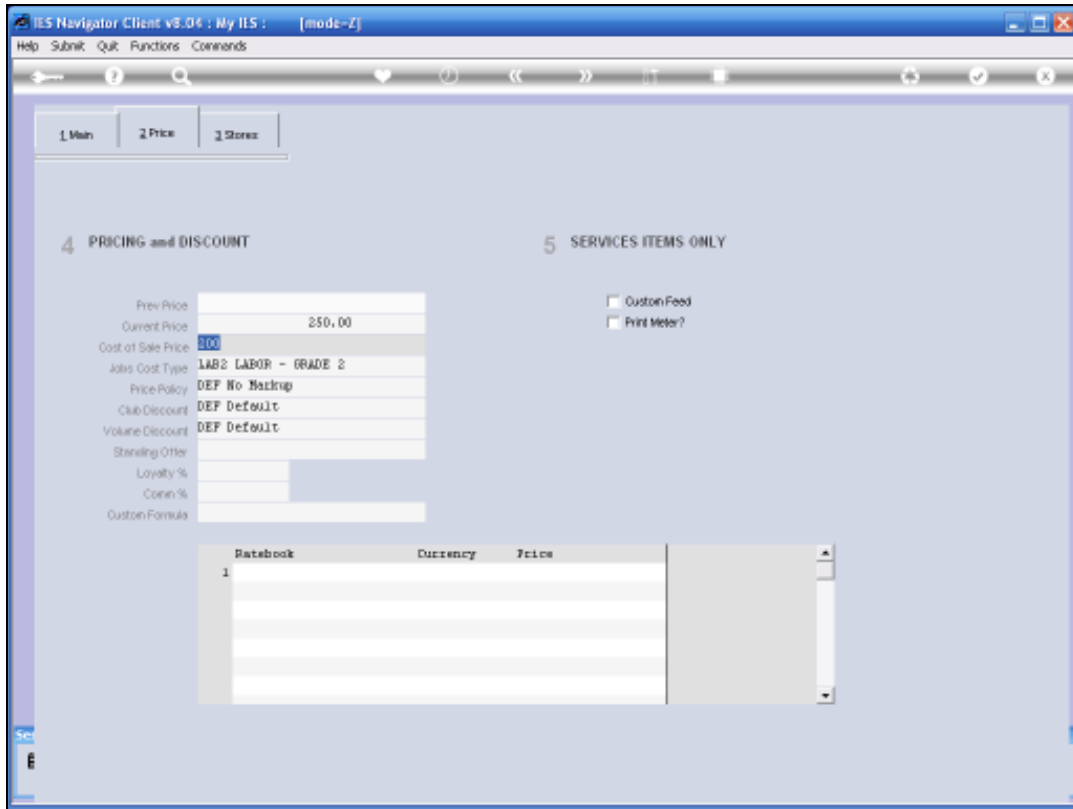 IES Navigator Client v8.04 : My IES : [mode=Z]
Help Submit Quit Functions Commands
1 Main 2 Price 3 Stores
4 PRICING and DISCOUNT
Prev Price
Current Price 250.00
Cost of Sale Price 200
Jobs Cost Type LAB2 LABOR - GRADE 2
Price Policy DEF No Markup
Club Discount DEF Default
Volume Discount DEF Default
Standing Offer
Loyalty %
Comm %
Custom Formula
5 SERVICES ITEMS ONLY
Custom Feed
Print Meter?
Ratebook Currency Price
1